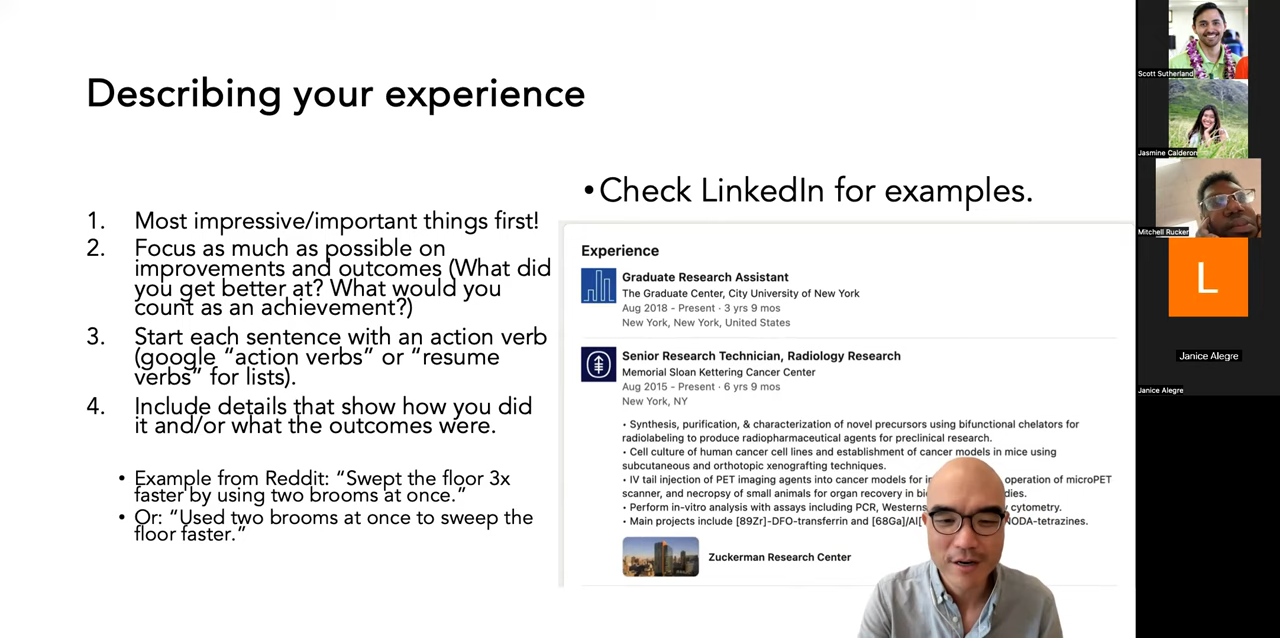 Describing your experience
1. Most impressive/important things first!
2. Focus as much as possible on
improvements and outcomes (What did
you get better at? What would you
count as an achievement?)
3. Start each sentence with an action verb
(google “action verbs” or “resume
verbs” for lists).
4. Include details that show how you did
it and/or what the outcomes were.
• Example from Reddit: “Swept the floor 3x
faster by using two brooms at once.”
• Or: “Used two brooms at once to sweep the
floor faster.”
• Check LinkedIn for examples.
Experience
Graduate Research Assistant
The Graduate Center, City University of New York
Aug 2018 - Present · 3 yrs 9 mos
New York, New York, United States
Senior Research Technician, Radiology Research
Memorial Sloan Kettering Cancer Center
Aug 2015 - Present · 6 yrs 9 mos
New York, NY
• Synthesis, purification, & characterization of novel precursors using bifunctional chelators for
radiolabeling to produce radiopharmaceutical agents for preclinical research.
• Cell culture of human cancer cell lines and establishment of cancer models in mice using
subcutaneous and orthotopic xenografting techniques.
• IV tail injection of PET imaging agents into cancer models for operation of microPET
scanner, and necropsy of small animals for organ recovery in
• Perform in-vitro analysis with assays including PCR, Westerns cytometry.
• Main projects include [89Zr]-DFO-transferrin and [68Ga]/Al[ NODA-tetrazines.
Zuckerman Research Center
Scott Sutherland
Jasmine Calderon
Mitchell Rucker
L
Janice Alegre
Janice Alegre